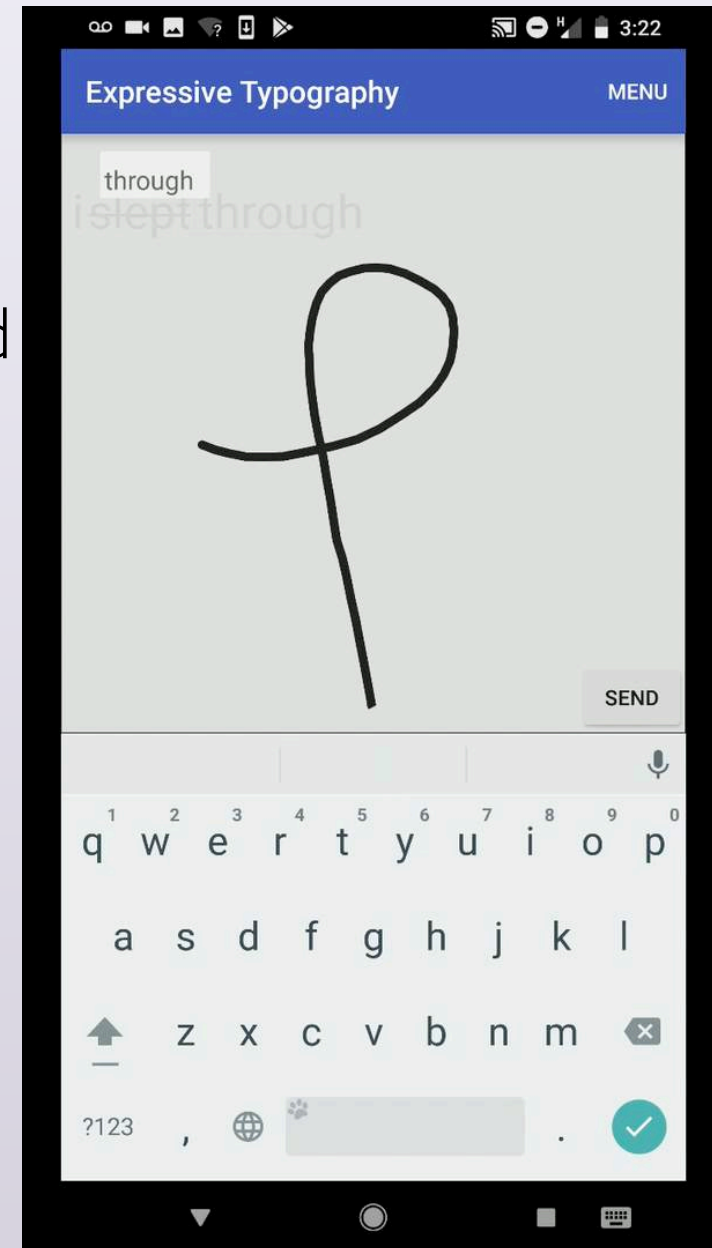 3:22
Expressive Typography MENU
through
i slept through
d
SEND
1 2 3 4 5 6 7 8 9 0
q w e r t y u i o p
a s d f g h j k l
z x c v b n m
?123 , .